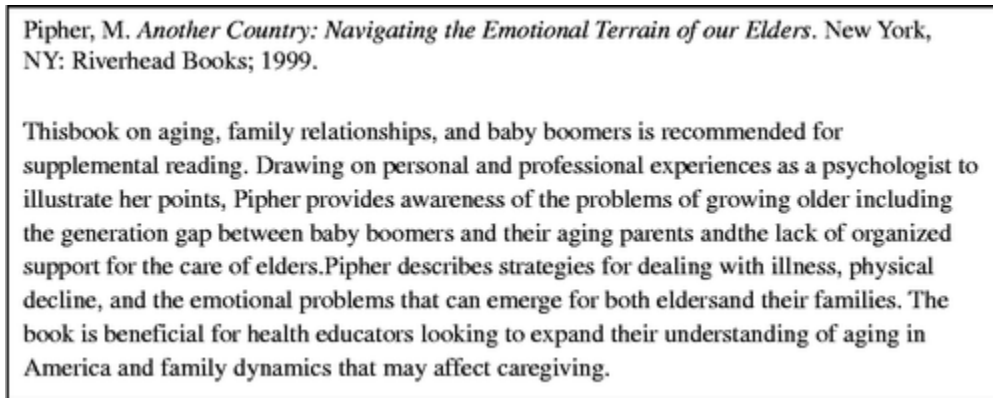 Pipher, M. Another Country: Navigating the Emotional Terrain of our Elders. New York,
NY: Riverhead Books; 1999.
Thisbook on aging, family relationships, and baby boomers is recommended for
supplemental reading. Drawing on personal and professional experiences as a psychologist to
illustrate her points, Pipher provides awareness of the problems of growing older including
the generation gap between baby boomers and their aging parents andthe lack of organized
support for the care of elders.Pipher describes strategies for dealing with illness, physical
decline, and the emotional problems that can emerge for both eldersand their families. The
book is beneficial for health educators looking to expand their understanding of aging in
America and family dynamics that may affect caregiving.